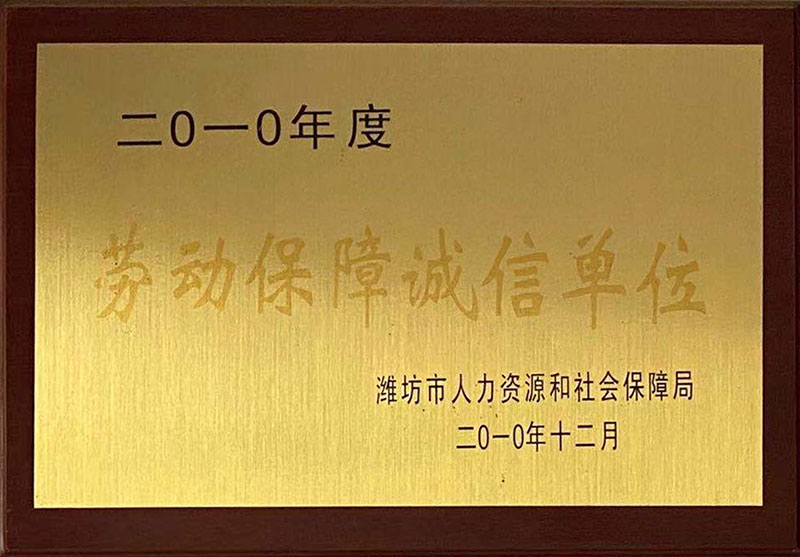 二0一0年度
劳动保障诚信单位
潍坊市人力资源和社会保障局
二0一0年十二月